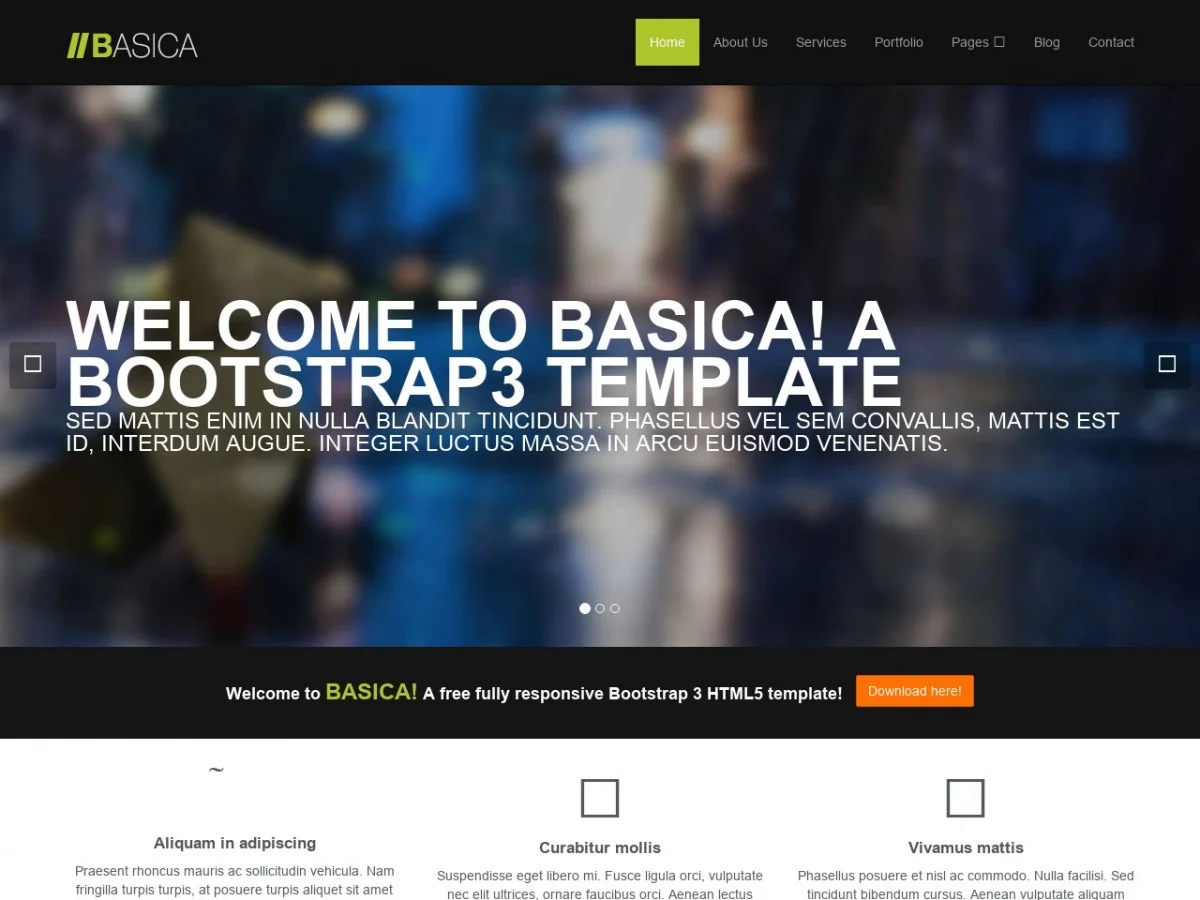 BASICA
Home About Us Services Portfolio Pages Blog Contact
WELCOME TO BASICA! A
BOOTSTRAP3 TEMPLATE
SED MATTIS ENIM IN NULLA BLANDIT TINCIDUNT. PHASELLUS VEL SEM CONVALLIS, MATTIS EST
ID, INTERDUM AUGUE. INTEGER LUCTUS MASSA IN ARCU EUISMOD VENENATIS.
Welcome to BASICA! A free fully responsive Bootstrap 3 HTML5 template! Download here!
~
Aliquam in adipiscing
Praesent rhoncus mauris ac sollicitudin vehicula. Nam
fringilla turpis turpis, at posuere turpis aliquet sit amet
Curabitur mollis
Suspendisse eget libero mi. Fusce ligula orci, vulputate
nec elit ultrices, ornare faucibus orci. Aenean lectus
Vivamus mattis
Phasellus posuere et nisl ac commodo. Nulla facilisi. Sed
tincidunt bibendum cursus. Aenean vulputate aliquam